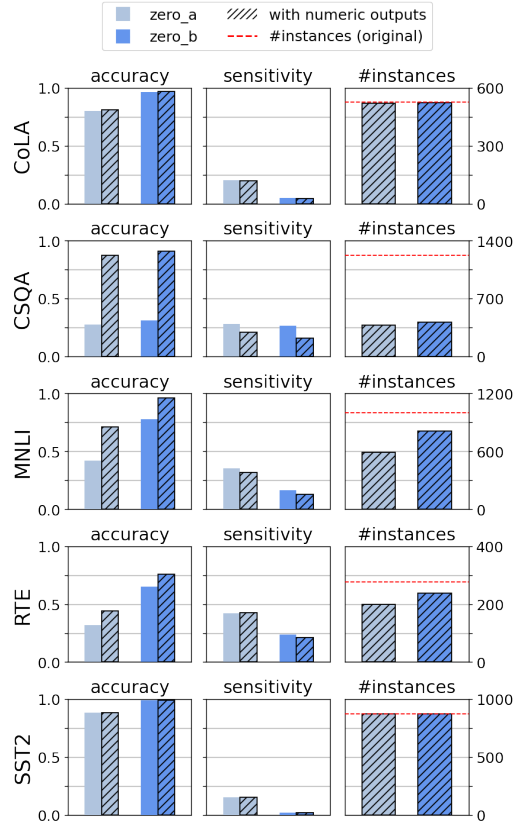 zero_a with numeric outputs
zero_b #instances (original)
accuracy sensitivity #instances
CoLA
1.0 600
0.5 300
0.0 0
accuracy sensitivity #instances
CSQA
1.0 1400
0.5 700
0.0 0
accuracy sensitivity #instances
MNLI
1.0 1200
0.5 600
0.0 0
accuracy sensitivity #instances
RTE
1.0 400
0.5 200
0.0 0
accuracy sensitivity #instances
SST2
1.0 1000
0.5 500
0.0 0